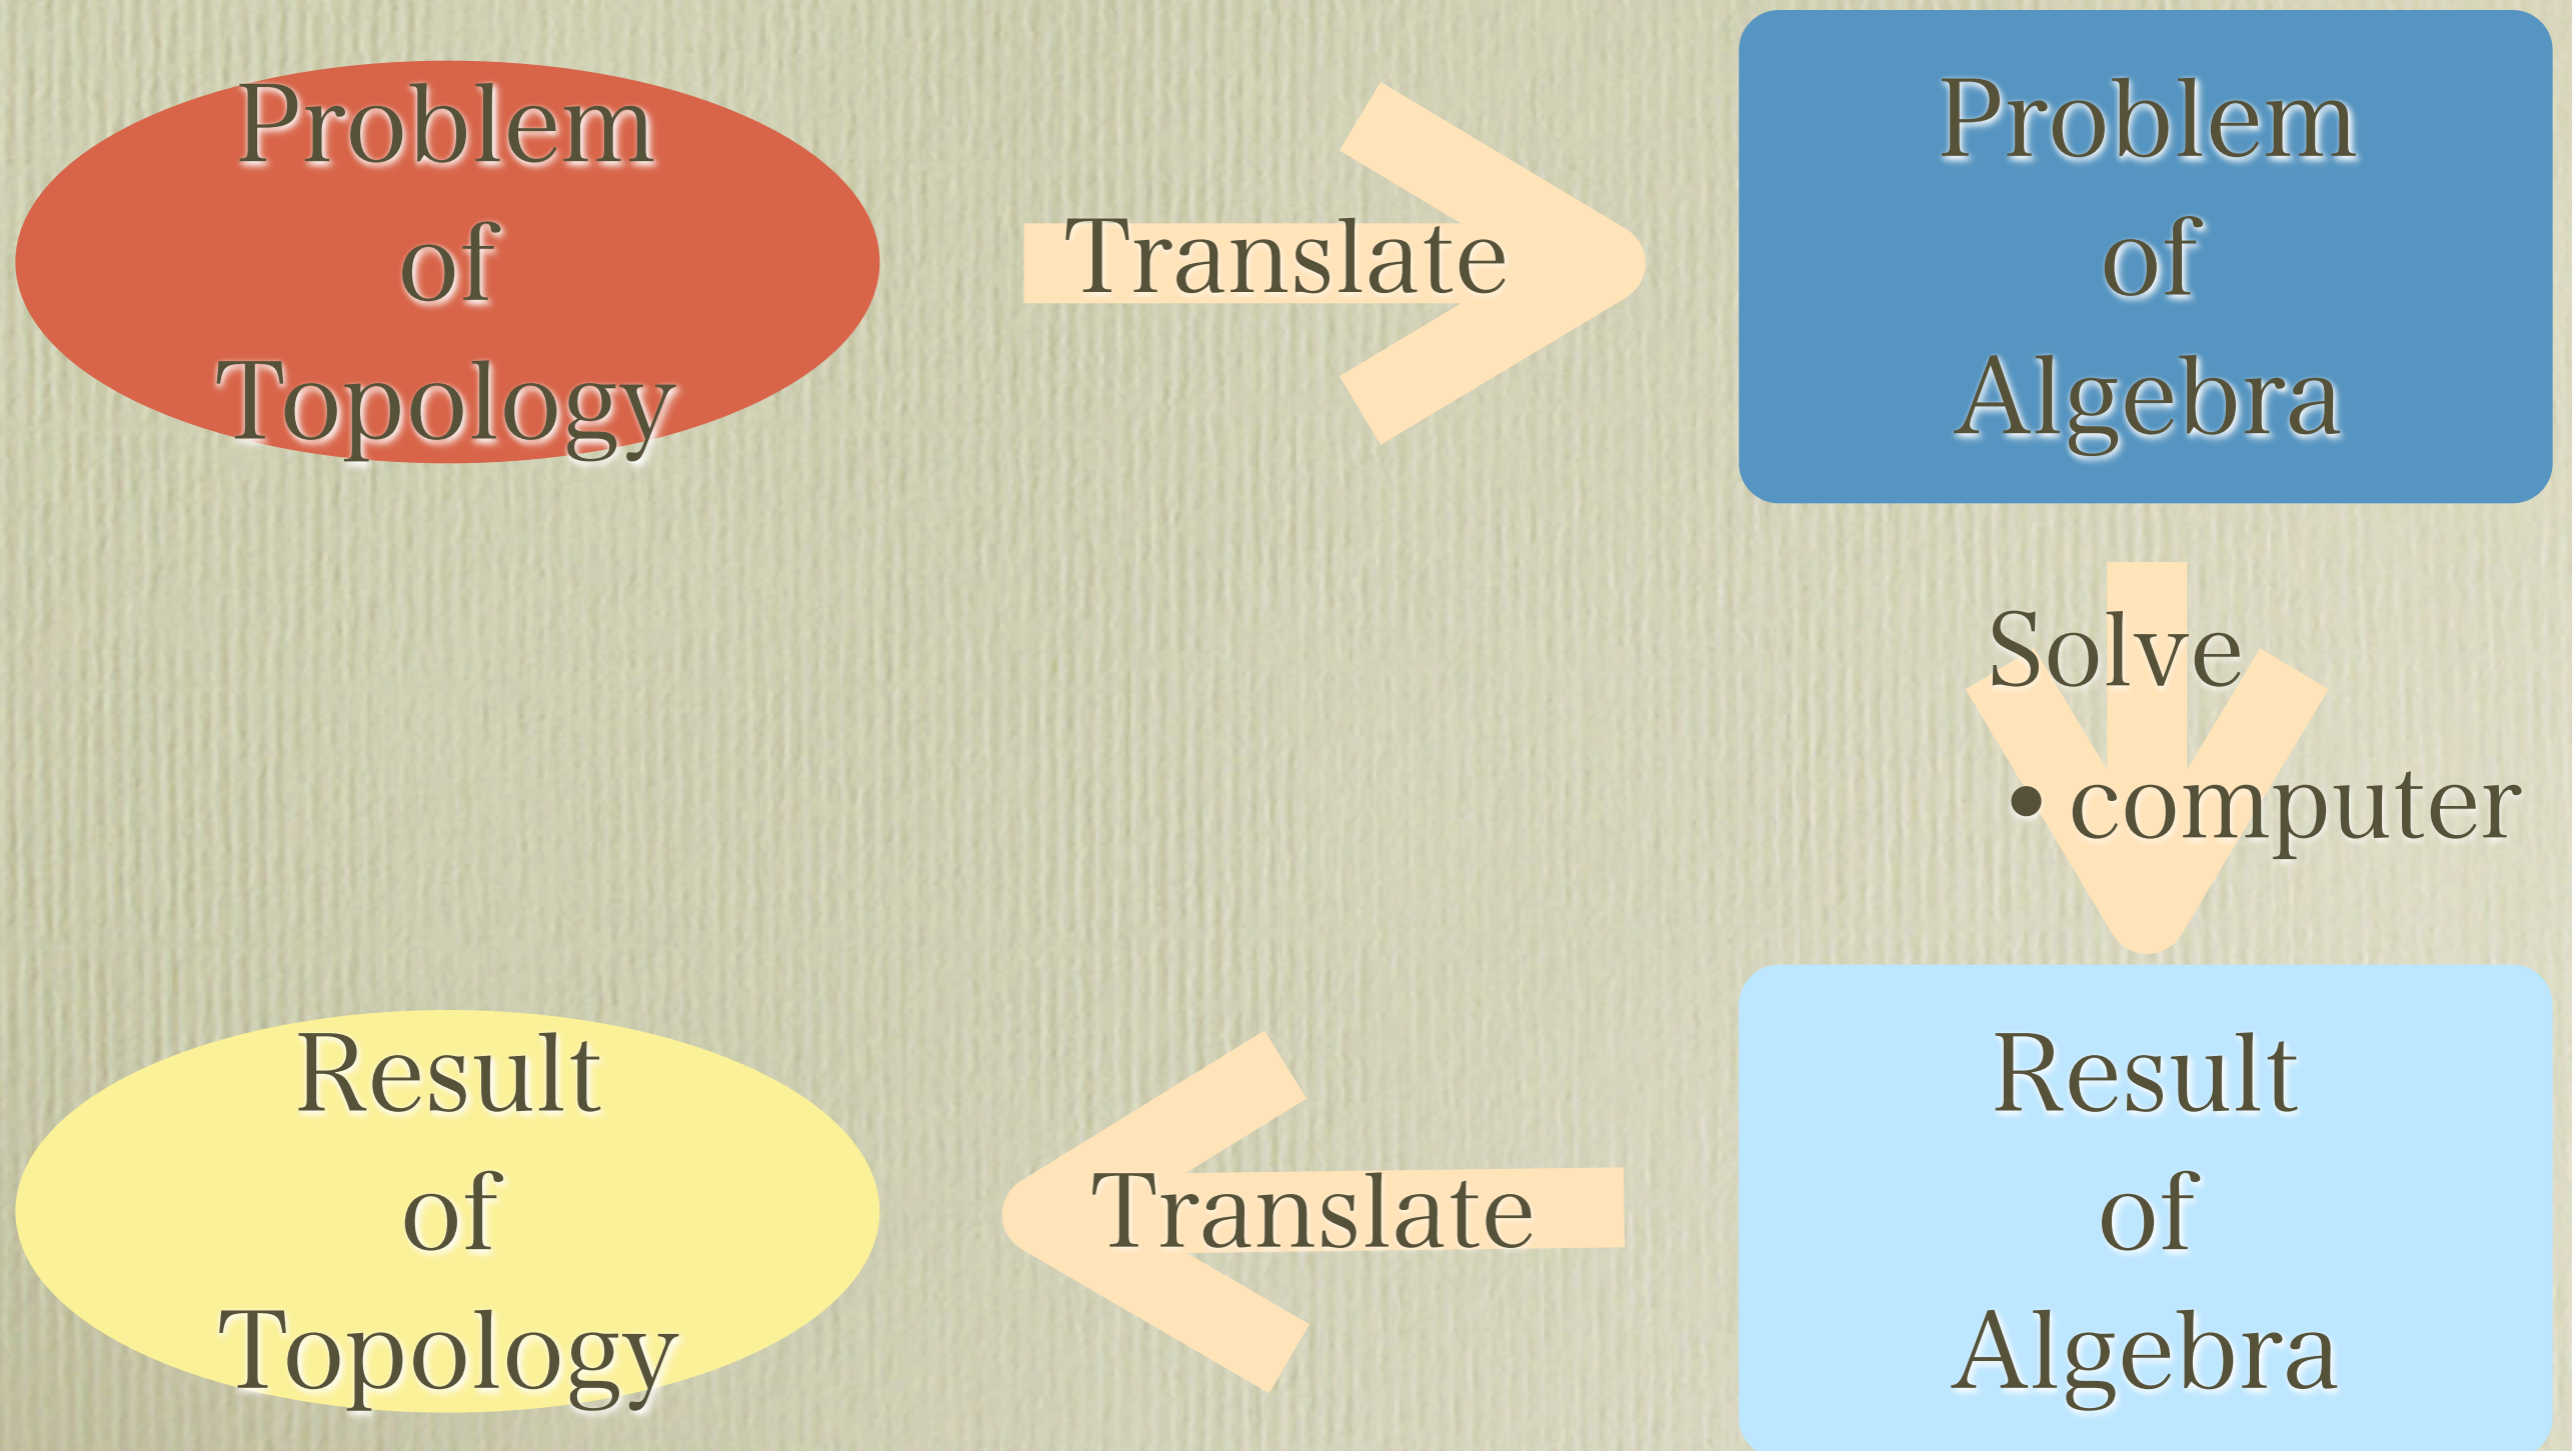 Problem
of
Topology
Translate
Problem
of
Algebra
Solve
• computer
Result
of
Algebra
Translate
Result
of
Topology